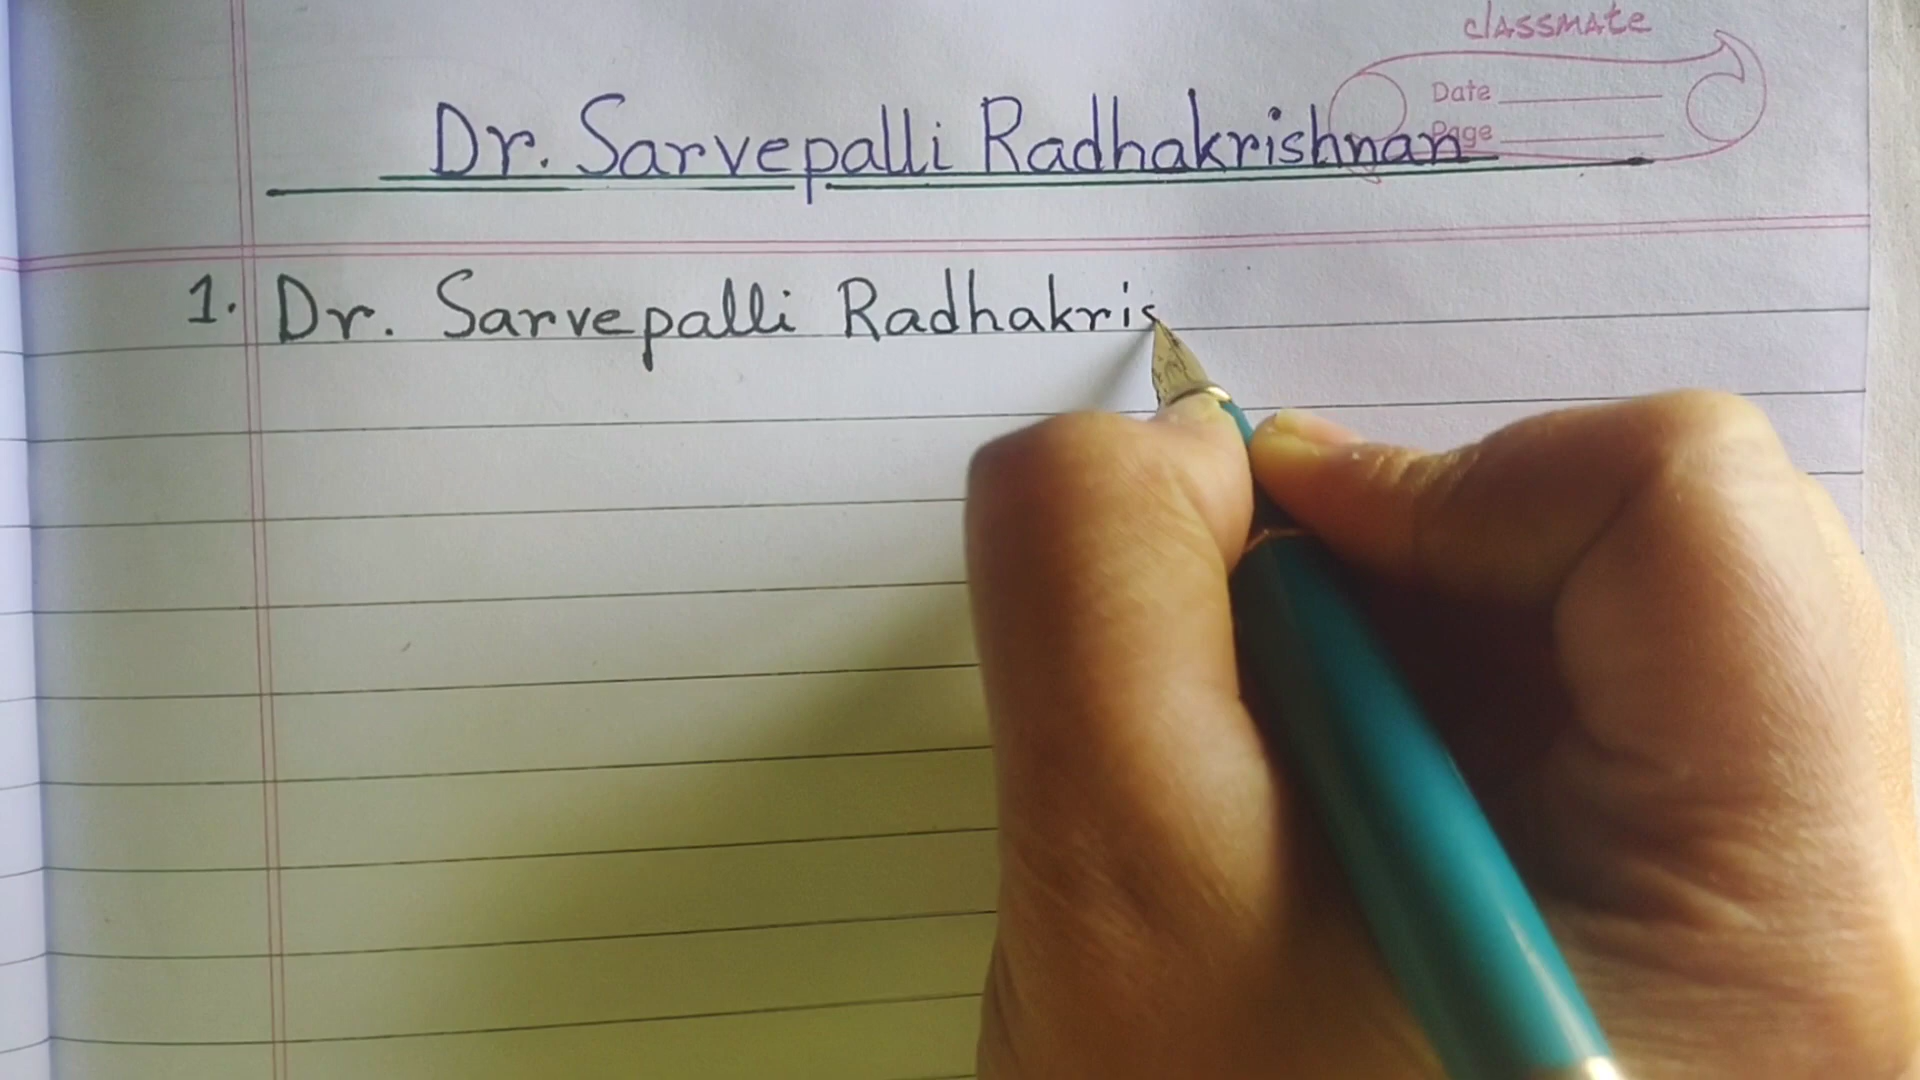 classmate
Date
Page
Dr. Sarvepalli Radhakrishnan
1. Dr. Sarvepalli Radhakris